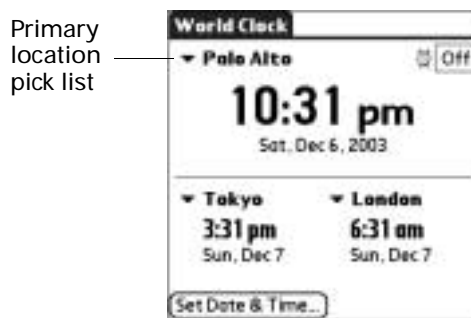 Primary
location
pick list
World Clock
Palo Alto
Off
10:31 pm
Sat, Dec 6, 2003
Tokyo
London
3:31 pm
6:31 am
Sun, Dec 7
Sun, Dec 7
Set Date & Time...